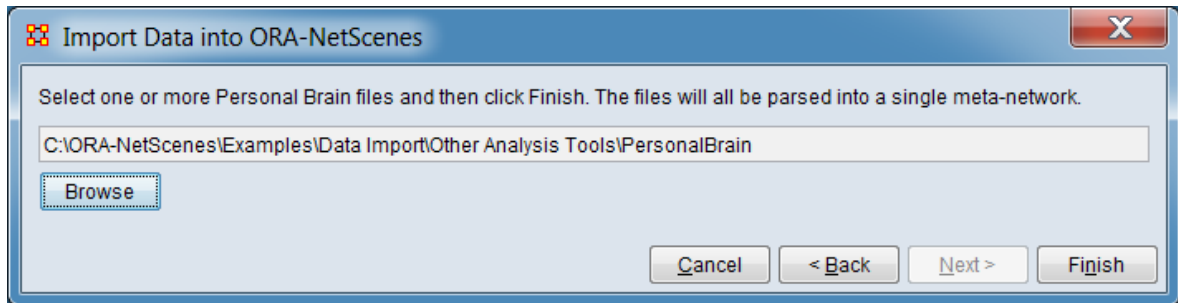 Import Data into ORA-NetScenes
Select one or more Personal Brain files and then click Finish. The files will all be parsed into a single meta-network.
C:\ORA-NetScenes\Examples\Data Import\Other Analysis Tools\PersonalBrain
Browse
Cancel < Back Next > Finish